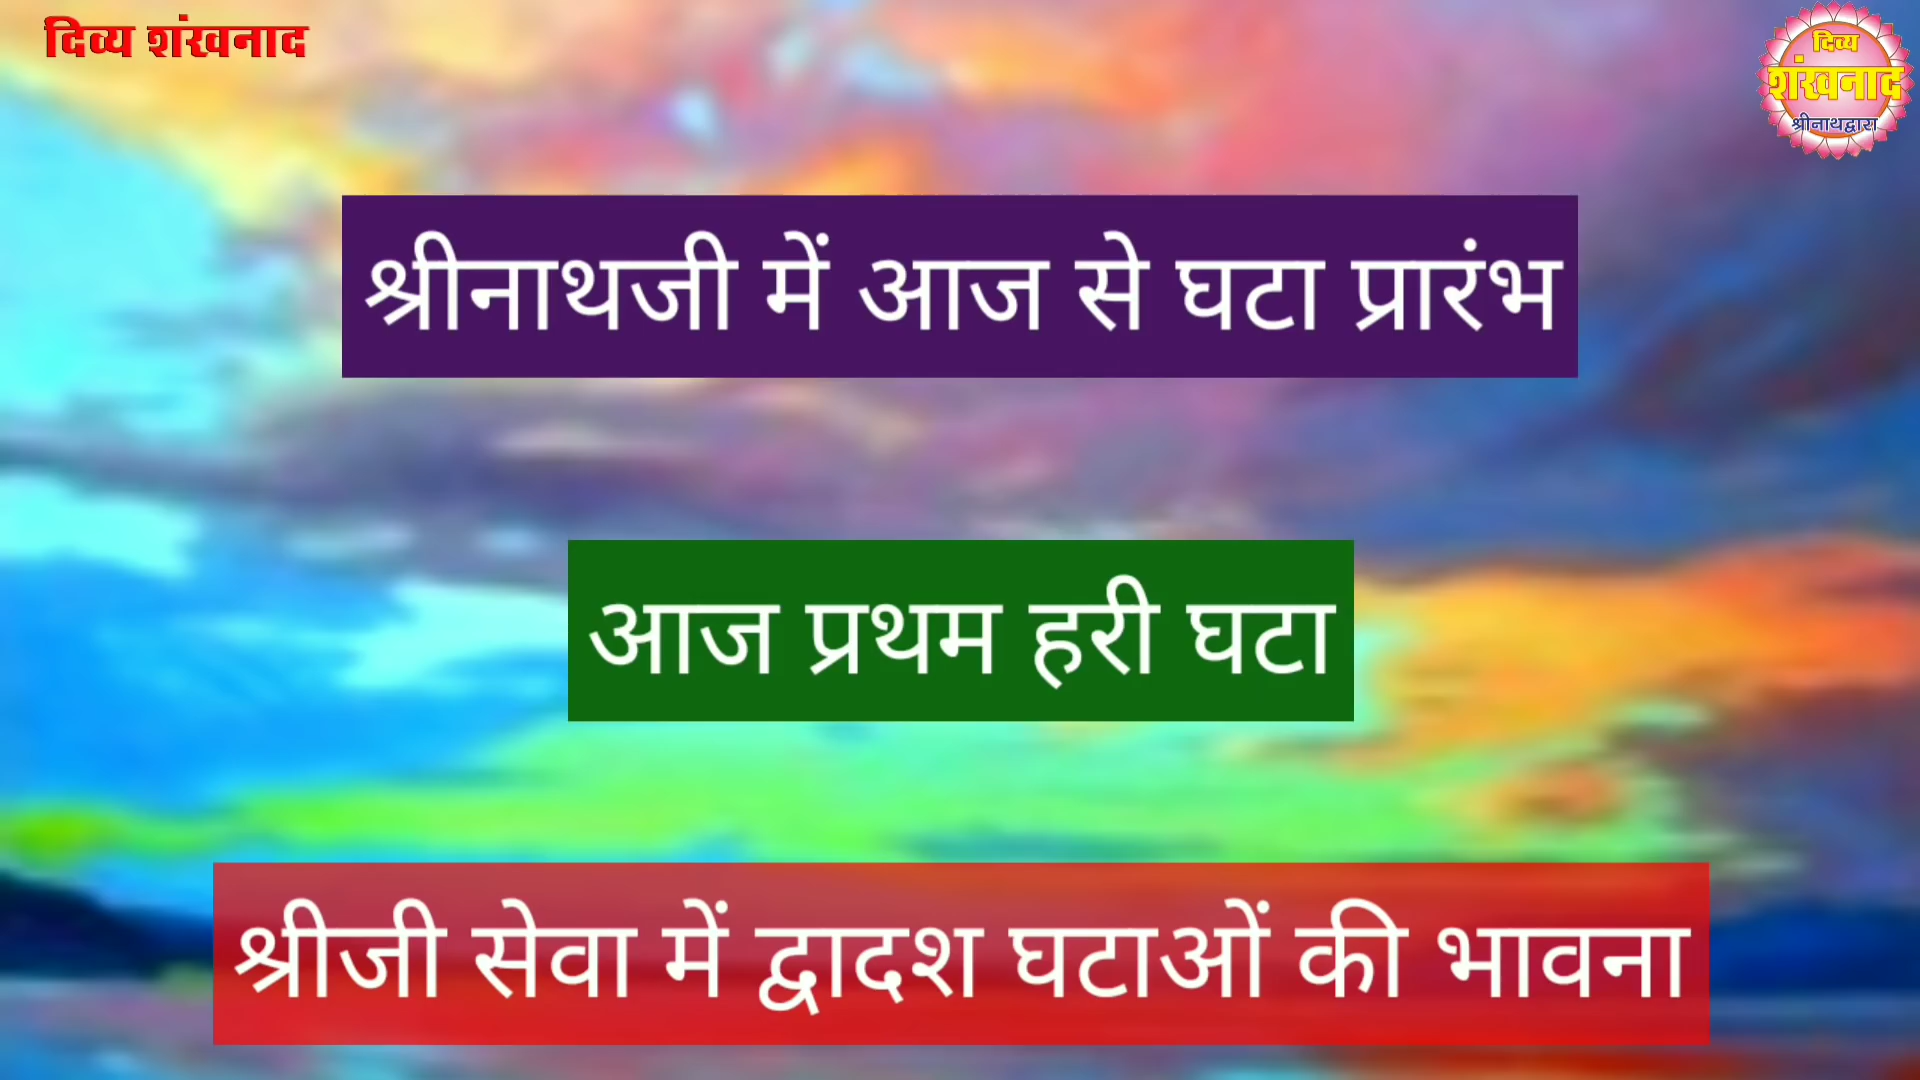 दिव्य शंखनाद
दिव्य
शंखनाद
श्रीनाथद्वारा
श्रीनाथजी में आज से घटा प्रारंभ
आज प्रथम हरी घटा
श्रीजी सेवा में द्वादश घटाओं की भावना